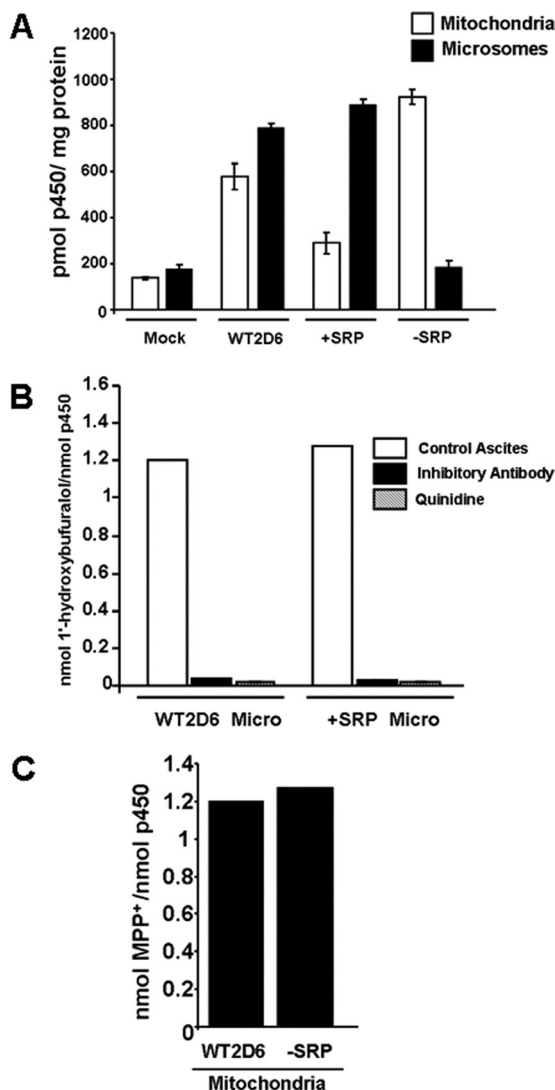 A
Mitochondria
Microsomes
pmol p450/ mg protein
1200
1000
800
600
400
200
0
Mock WT2D6 +SRP -SRP
B
nmol 1'-hydroxybufuralol/nmol p450
1.6
1.4
1.2
1
0.8
0.6
0.4
0.2
0
Control Ascites
Inhibitory Antibody
Quinidine
WT2D6 Micro +SRP Micro
C
nmol MPP+/nmol p450
1.4
1.2
1
0.8
0.6
0.4
0.2
0
WT2D6 -SRP
Mitochondria